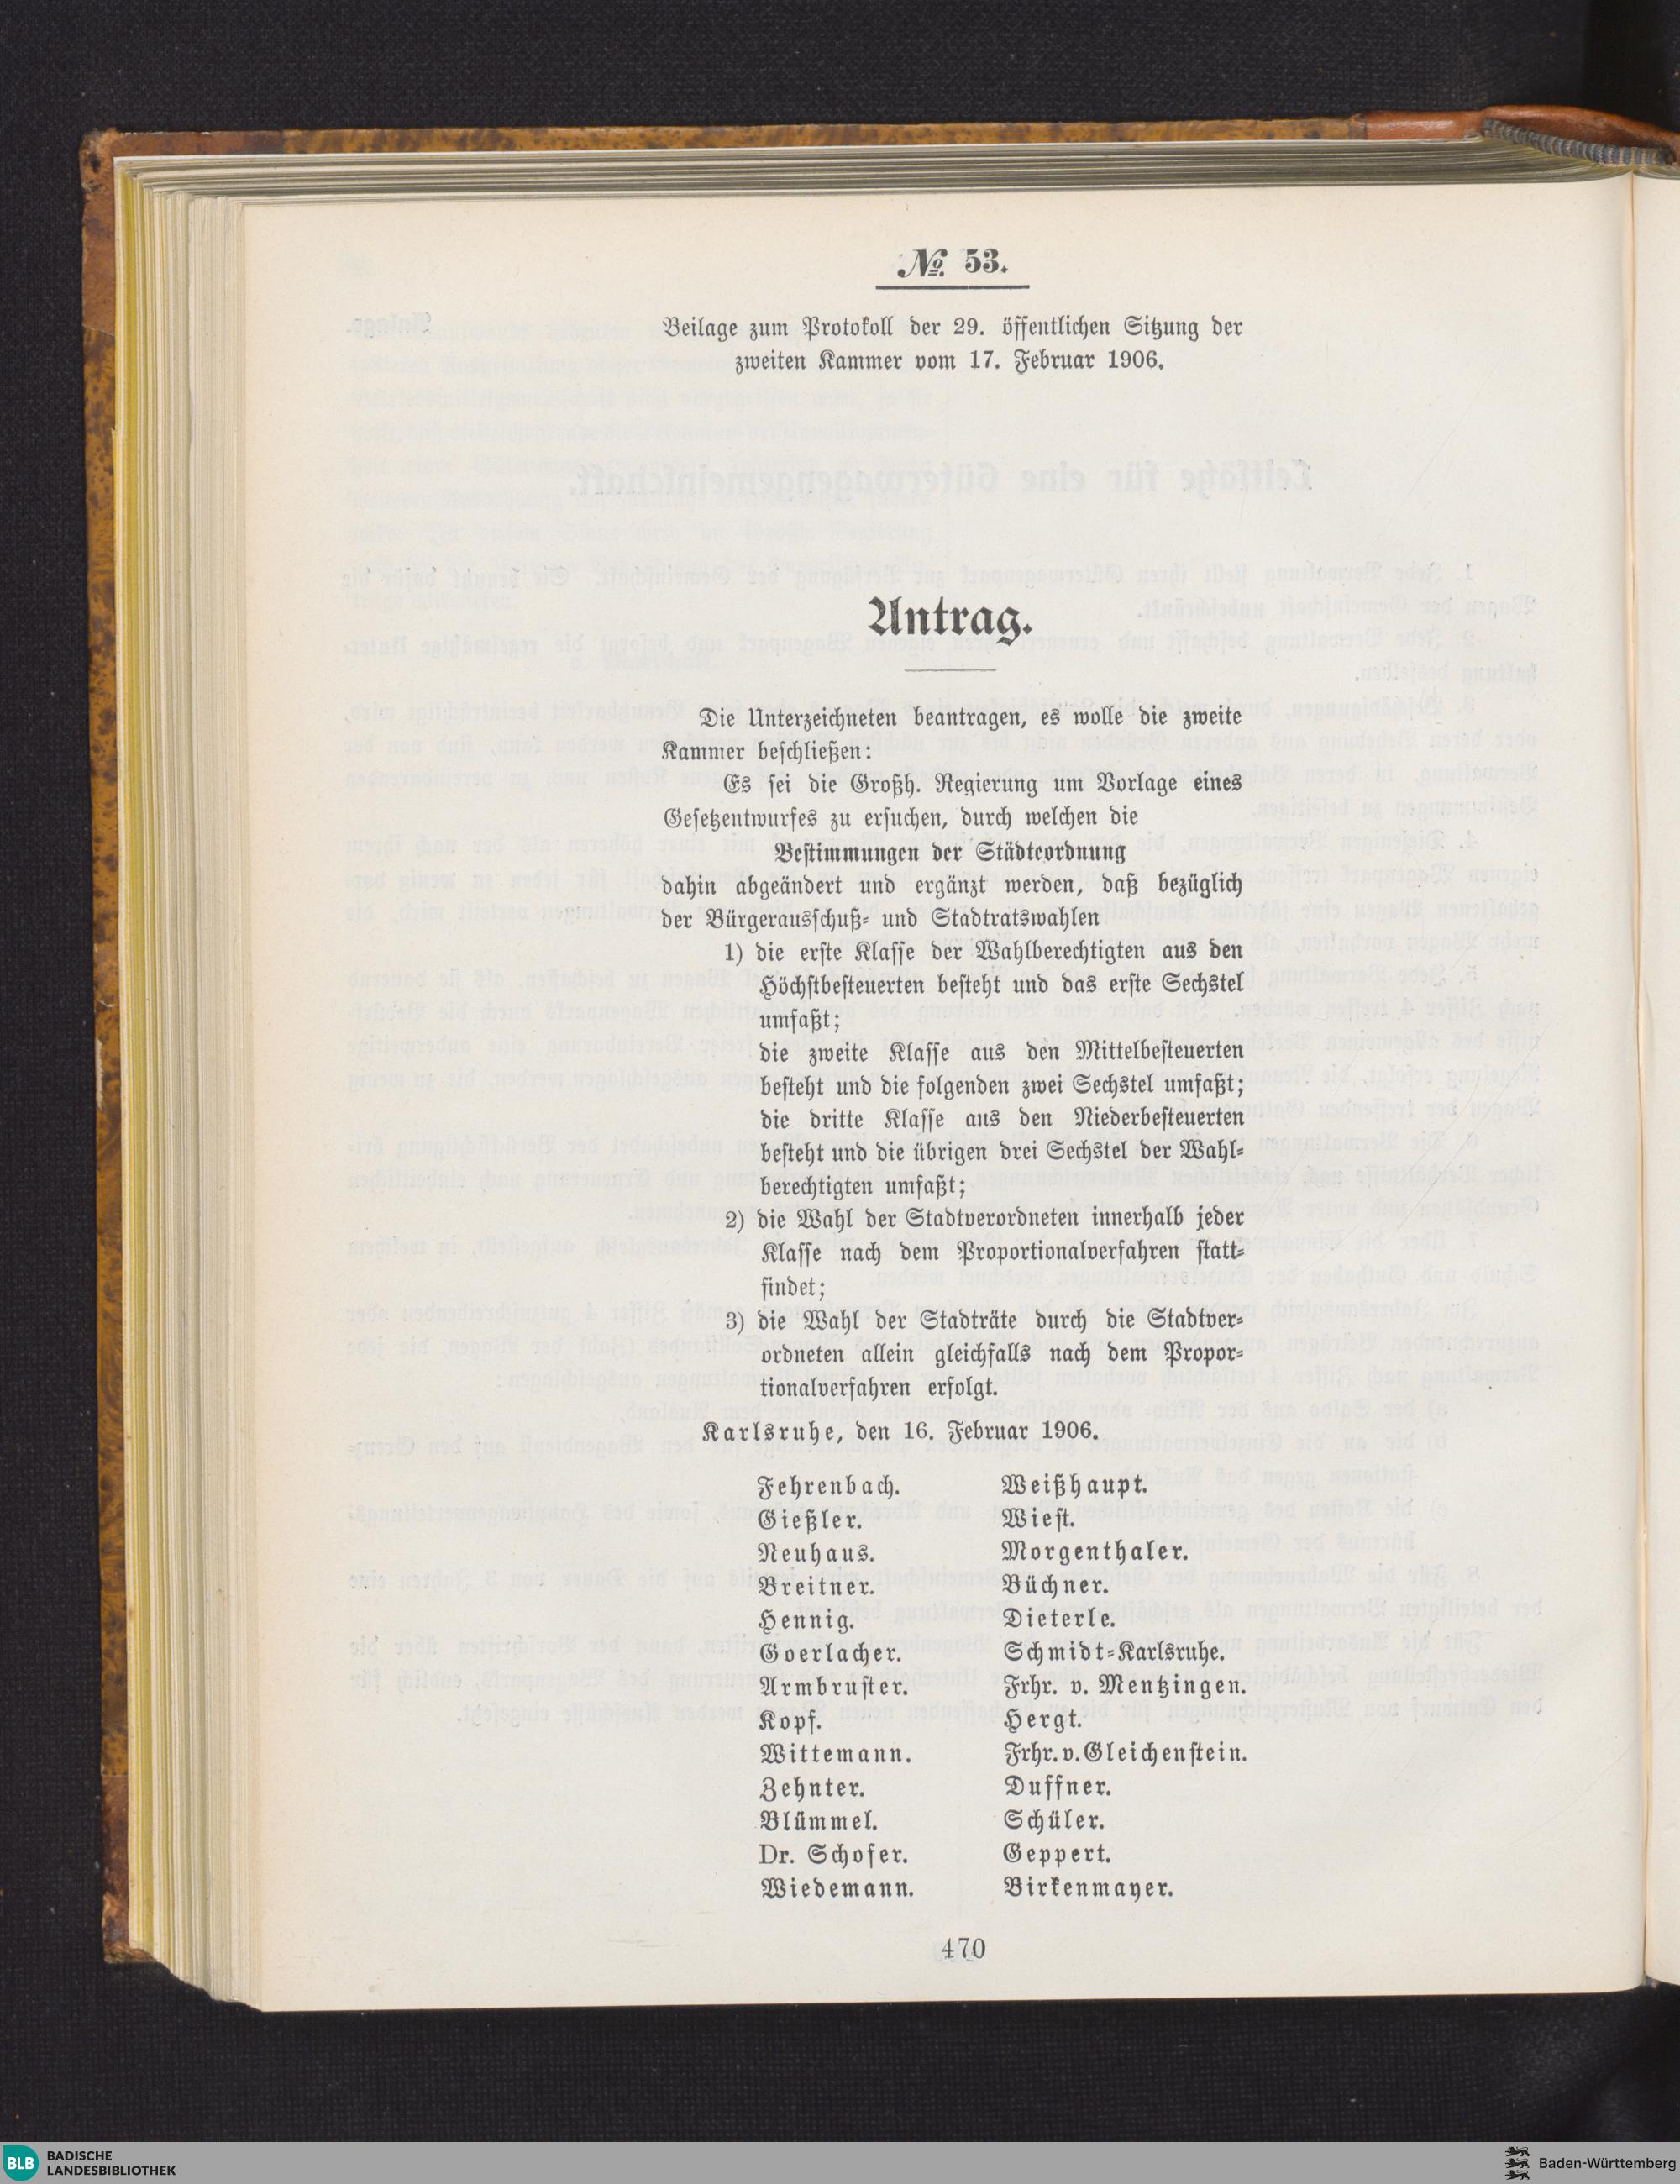 № 53.
Beilage zum Protokoll der 29. öffentlichen Sitzung der
zweiten Kammer vom 17. Februar 1906.
Antrag.
Die Unterzeichneten beantragen, es wolle die zweite
Kammer beschließen:
Es sei die Großh. Regierung um Vorlage eines
Gesetzentwurfes zu ersuchen, durch welchen die
Bestimmungen der Städteordnung
dahin abgeändert und ergänzt werden, daß bezüglich
der Bürgerausschuß- und Stadtratswahlen
1) die erste Klasse der Wahlberechtigten aus den
Höchstbesteuerten besteht und das erste Sechstel
umfaßt;
die zweite Klasse aus den Mittelbesteuerten
besteht und die folgenden zwei Sechstel umfaßt;
die dritte Klasse aus den Niederbesteuerten
besteht und die übrigen drei Sechstel der Wahl-
berechtigten umfaßt;
2) die Wahl der Stadtverordneten innerhalb jeder
Klasse nach dem Proportionalverfahren statt-
findet;
3) die Wahl der Stadträte durch die Stadtver-
ordneten allein gleichfalls nach dem Propor-
tionalverfahren erfolgt.
Karlsruhe, den 16. Februar 1906.
Fehrenbach. Weißhaupt.
Gießler. Wiest.
Neuhaus. Morgenthaler.
Breitner. Büchner.
Hennig. Dieterle.
Goerlacher. Schmidt-Karlsruhe.
Armbruster. Frhr. v. Mentzingen.
Kopf. Hergt.
Wittemann. Frhr. v. Gleichenstein.
Zehnter. Duffner.
Blümmel. Schüler.
Dr. Schofer. Geppert.
Wiedemann. Birkenmayer.
470
BLB BADISCHE
LANDESBIBLIOTHEK
Baden-Württemberg